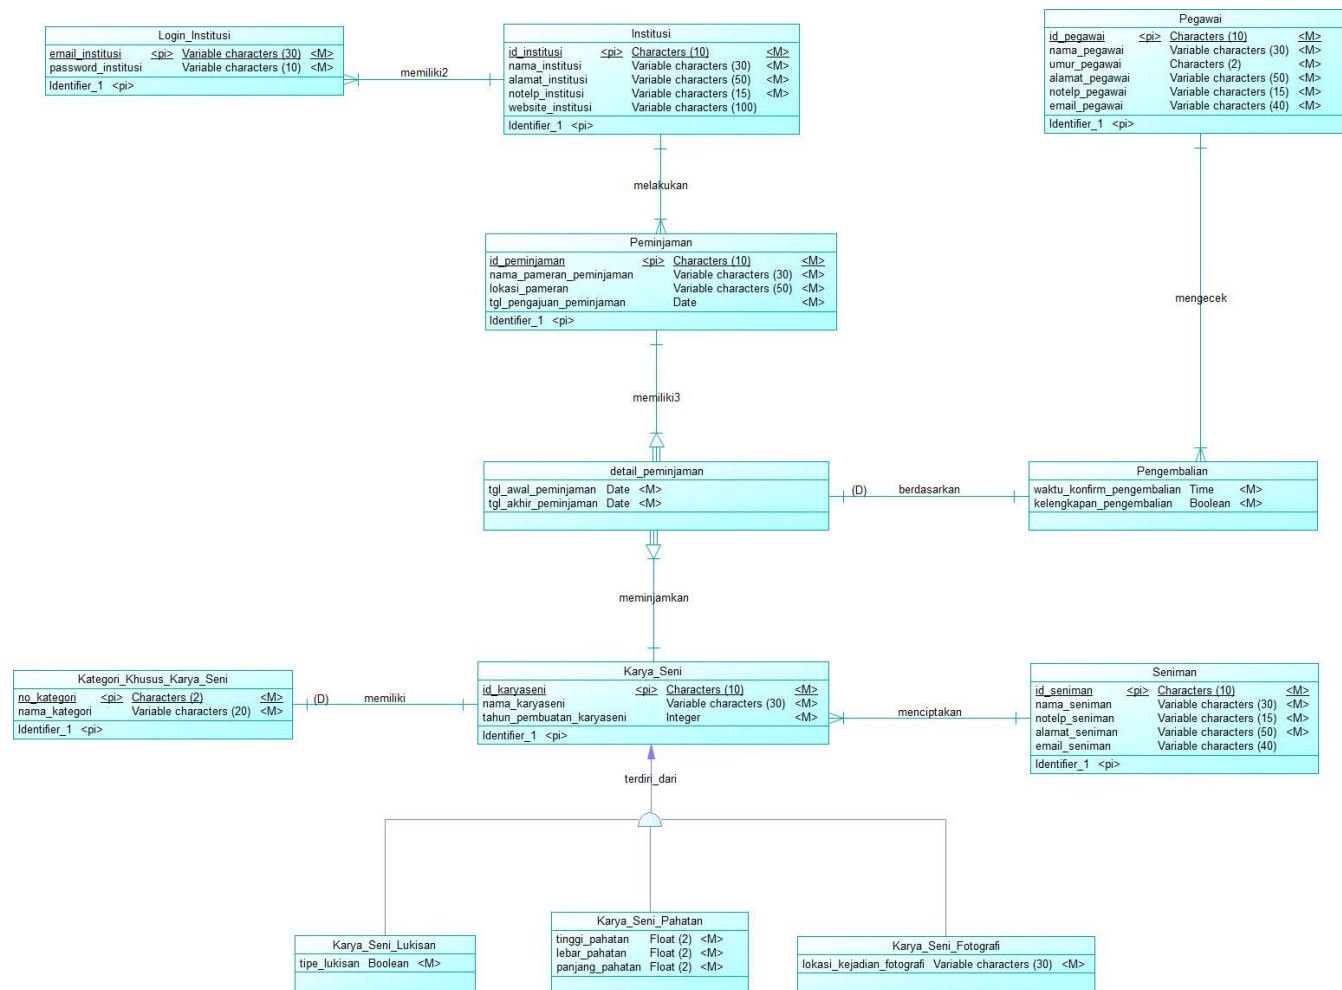 Login_Institusi
email_institusi <pi> Variable characters (30) <M>
password_institusi Variable characters (10) <M>
Identifier_1 <pi>
memiliki2
Institusi
id_institusi <pi> Characters (10) <M>
nama_institusi Variable characters (30) <M>
alamat_institusi Variable characters (50) <M>
notelp_institusi Variable characters (15) <M>
website_institusi Variable characters (100)
Identifier_1 <pi>
Pegawai
id_pegawai <pi> Characters (10) <M>
nama_pegawai Variable characters (30) <M>
umur_pegawai Characters (2) <M>
alamat_pegawai Variable characters (50) <M>
notelp_pegawai Variable characters (15) <M>
email_pegawai Variable characters (40) <M>
Identifier_1 <pi>
melakukan
Peminjaman
id_peminjaman <pi> Characters (10) <M>
nama_pameran_peminjaman Variable characters (30) <M>
lokasi_pameran Variable characters (50) <M>
tgl_pengajuan_peminjaman Date <M>
Identifier_1 <pi>
mengecek
memiliki3
detail_peminjaman
tgl_awal_peminjaman Date <M>
tgl_akhir_peminjaman Date <M>
(D) berdasarkan
Pengembalian
waktu_konfirm_pengembalian Time <M>
kelengkapan_pengembalian Boolean <M>
meminjamkan
Kategori_Khusus_Karya_Seni
no_kategori <pi> Characters (2) <M>
nama_kategori Variable characters (20) <M>
Identifier_1 <pi>
(D) memiliki
Karya_Seni
id_karyaseni <pi> Characters (10) <M>
nama_karyaseni Variable characters (30) <M>
tahun_pembuatan_karyaseni Integer <M>
Identifier_1 <pi>
menciptakan
Seniman
id_seniman <pi> Characters (10) <M>
nama_seniman Variable characters (30) <M>
notelp_seniman Variable characters (15) <M>
alamat_seniman Variable characters (50) <M>
email_seniman Variable characters (40)
Identifier_1 <pi>
terdiri_dari
Karya_Seni_Lukisan
tipe_lukisan Boolean <M>
Karya_Seni_Pahatan
tinggi_pahatan Float (2) <M>
lebar_pahatan Float (2) <M>
panjang_pahatan Float (2) <M>
Karya_Seni_Fotografi
lokasi_kejadian_fotografi Variable characters (30) <M>